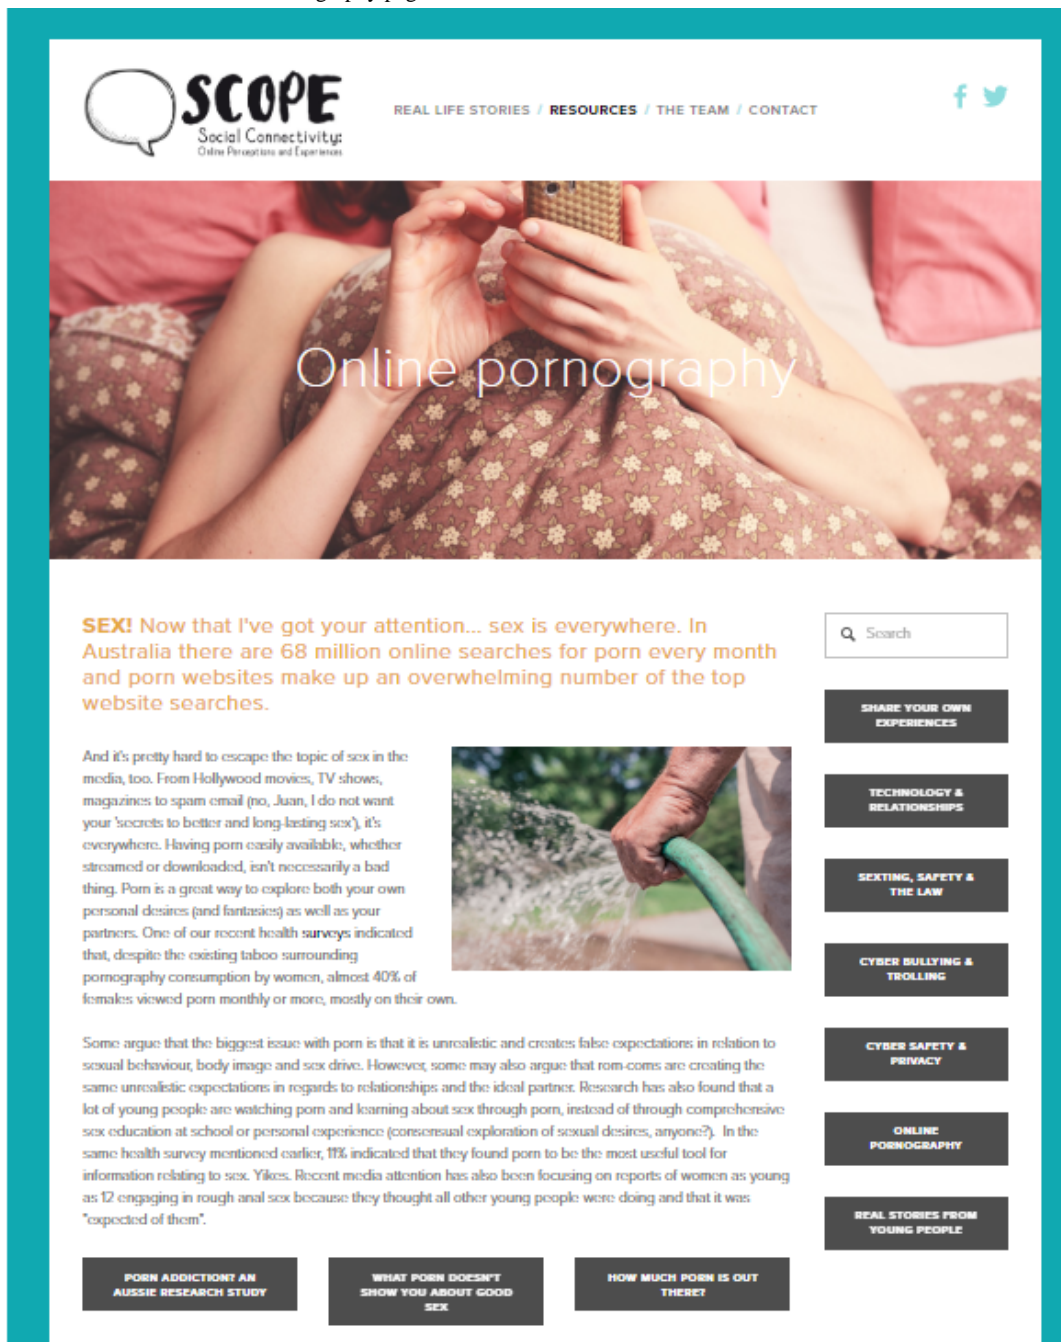 SCOPE
Social Connectivity:
Online Perceptions and Experiences
REAL LIFE STORIES / RESOURCES / THE TEAM / CONTACT
Online pornography
SEX! Now that I've got your attention... sex is everywhere. In
Australia there are 68 million online searches for porn every month
and porn websites make up an overwhelming number of the top
website searches.
And it's pretty hard to escape the topic of sex in the
media, too. From Hollywood movies, TV shows,
magazines to spam email (no, Juan, I do not want
your 'secrets to better and long-lasting sex'), it's
everywhere. Having porn easily available, whether
streamed or downloaded, isn't necessarily a bad
thing. Porn is a great way to explore both your own
personal desires (and fantasies) as well as your
partners. One of our recent health surveys indicated
that, despite the existing taboo surrounding
pornography consumption by women, almost 40% of
females viewed porn monthly or more, mostly on their own.
Some argue that the biggest issue with porn is that it is unrealistic and creates false expectations in relation to
sexual behaviour, body image and sex drive. However, some may also argue that rom-coms are creating the
same unrealistic expectations in regards to relationships and the ideal partner. Research has also found that a
lot of young people are watching porn and learning about sex through porn, instead of through comprehensive
sex education at school or personal experience (consensual exploration of sexual desires, anyone?). In the
same health survey mentioned earlier, 11% indicated that they found porn to be the most useful tool for
information relating to sex. Yikes. Recent media attention has also been focusing on reports of women as young
as 12 engaging in rough anal sex because they thought all other young people were doing and that it was
"expected of them".
PORN ADDICTION? AN
AUSSIE RESEARCH STUDY
WHAT PORN DOESN'T
SHOW YOU ABOUT GOOD
SEX
HOW MUCH PORN IS OUT
THERE?
Search
SHARE YOUR OWN
EXPERIENCES
TECHNOLOGY &
RELATIONSHIPS
SEXTING, SAFETY &
THE LAW
CYBER BULLYING &
TROLLING
CYBER SAFETY &
PRIVACY
ONLINE
PORNOGRAPHY
REAL STORIES FROM
YOUNG PEOPLE